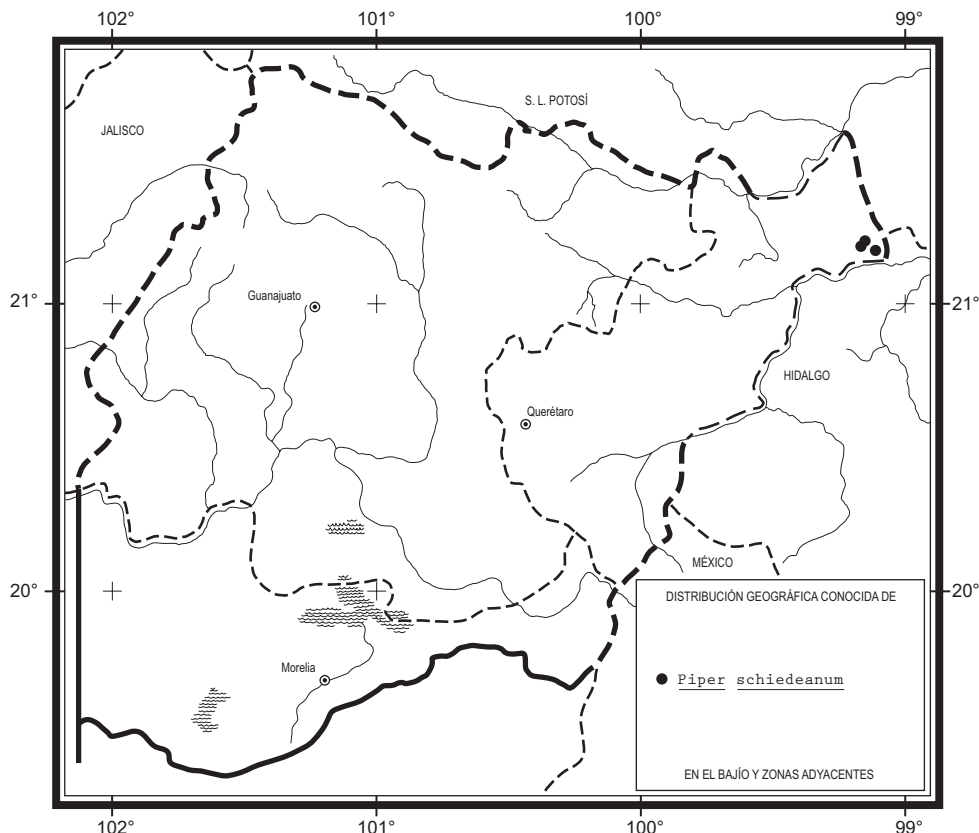 102° 101° 100° 99°
S. L. POTOSÍ
JALISCO
Guanajuato
21° 21°
HIDALGO
Querétaro
MÉXICO
20° 20°
DISTRIBUCIÓN GEOGRÁFICA CONOCIDA DE
Morelia
Piper schiedeanum
EN EL BAJÍO Y ZONAS ADYACENTES
102° 101° 100° 99°